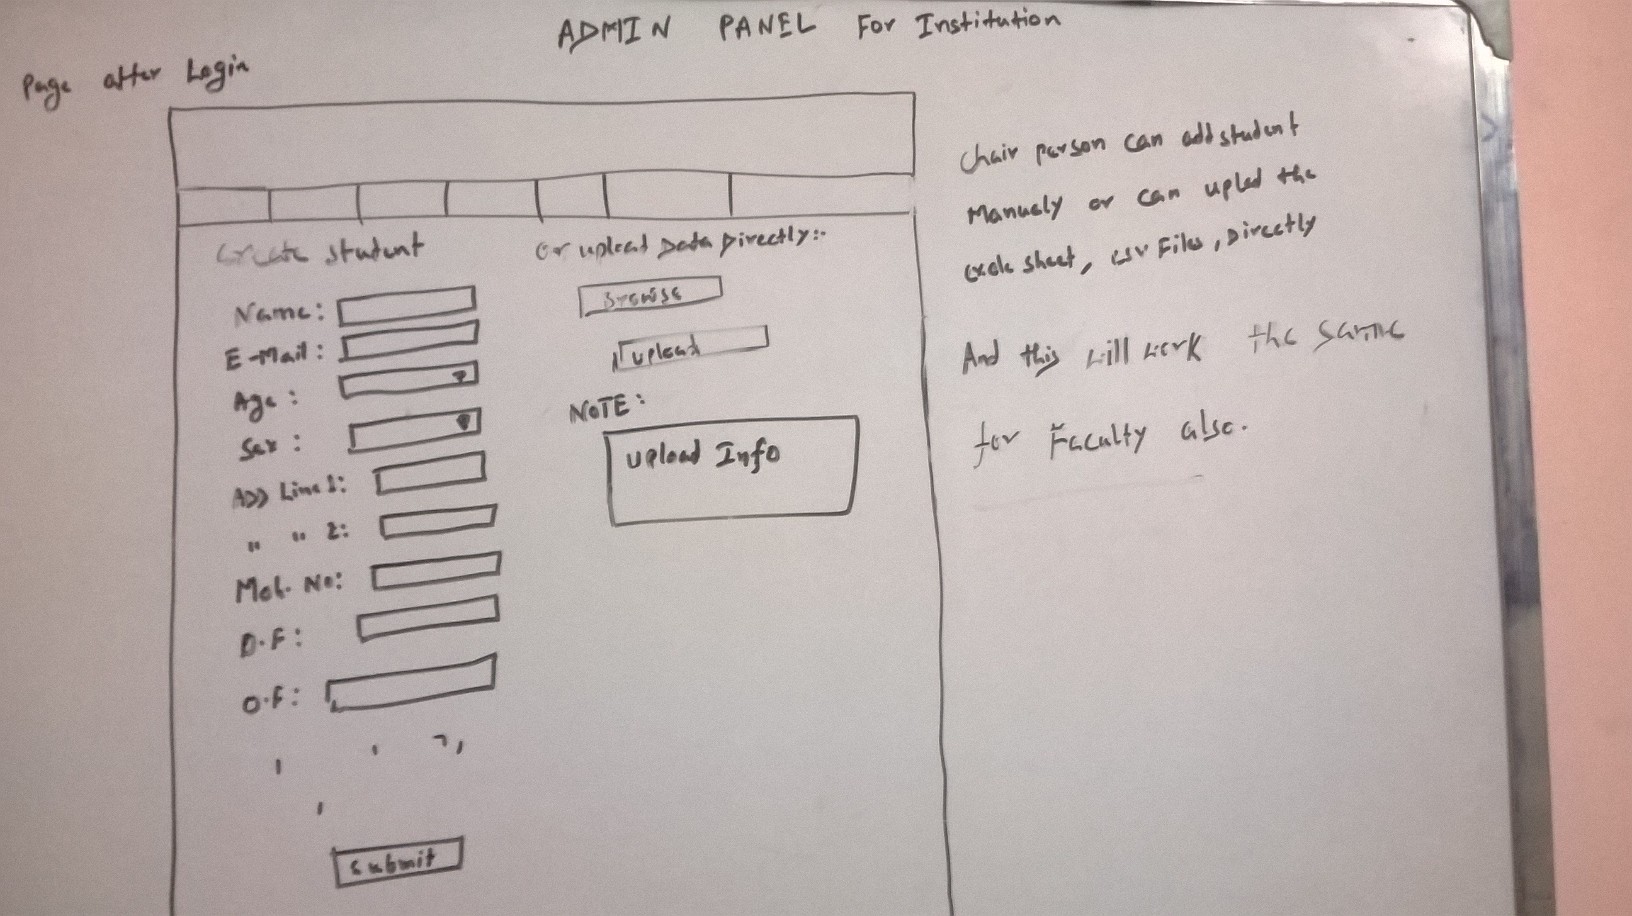 ADMIN PANEL For Institution
Page after Login
Create student
Name:
E-Mail:
Age:
Sex:
ADD Line 1:
" " 2:
Mob. No:
D.F:
O.F:
submit
Or upload Data Directly:-
Browse
Upload
NOTE:
Upload Info
Chair person can add student
Manualy or can upled the
exele sheet, csv Files, Directly
And this will work the same
for Faculty also.